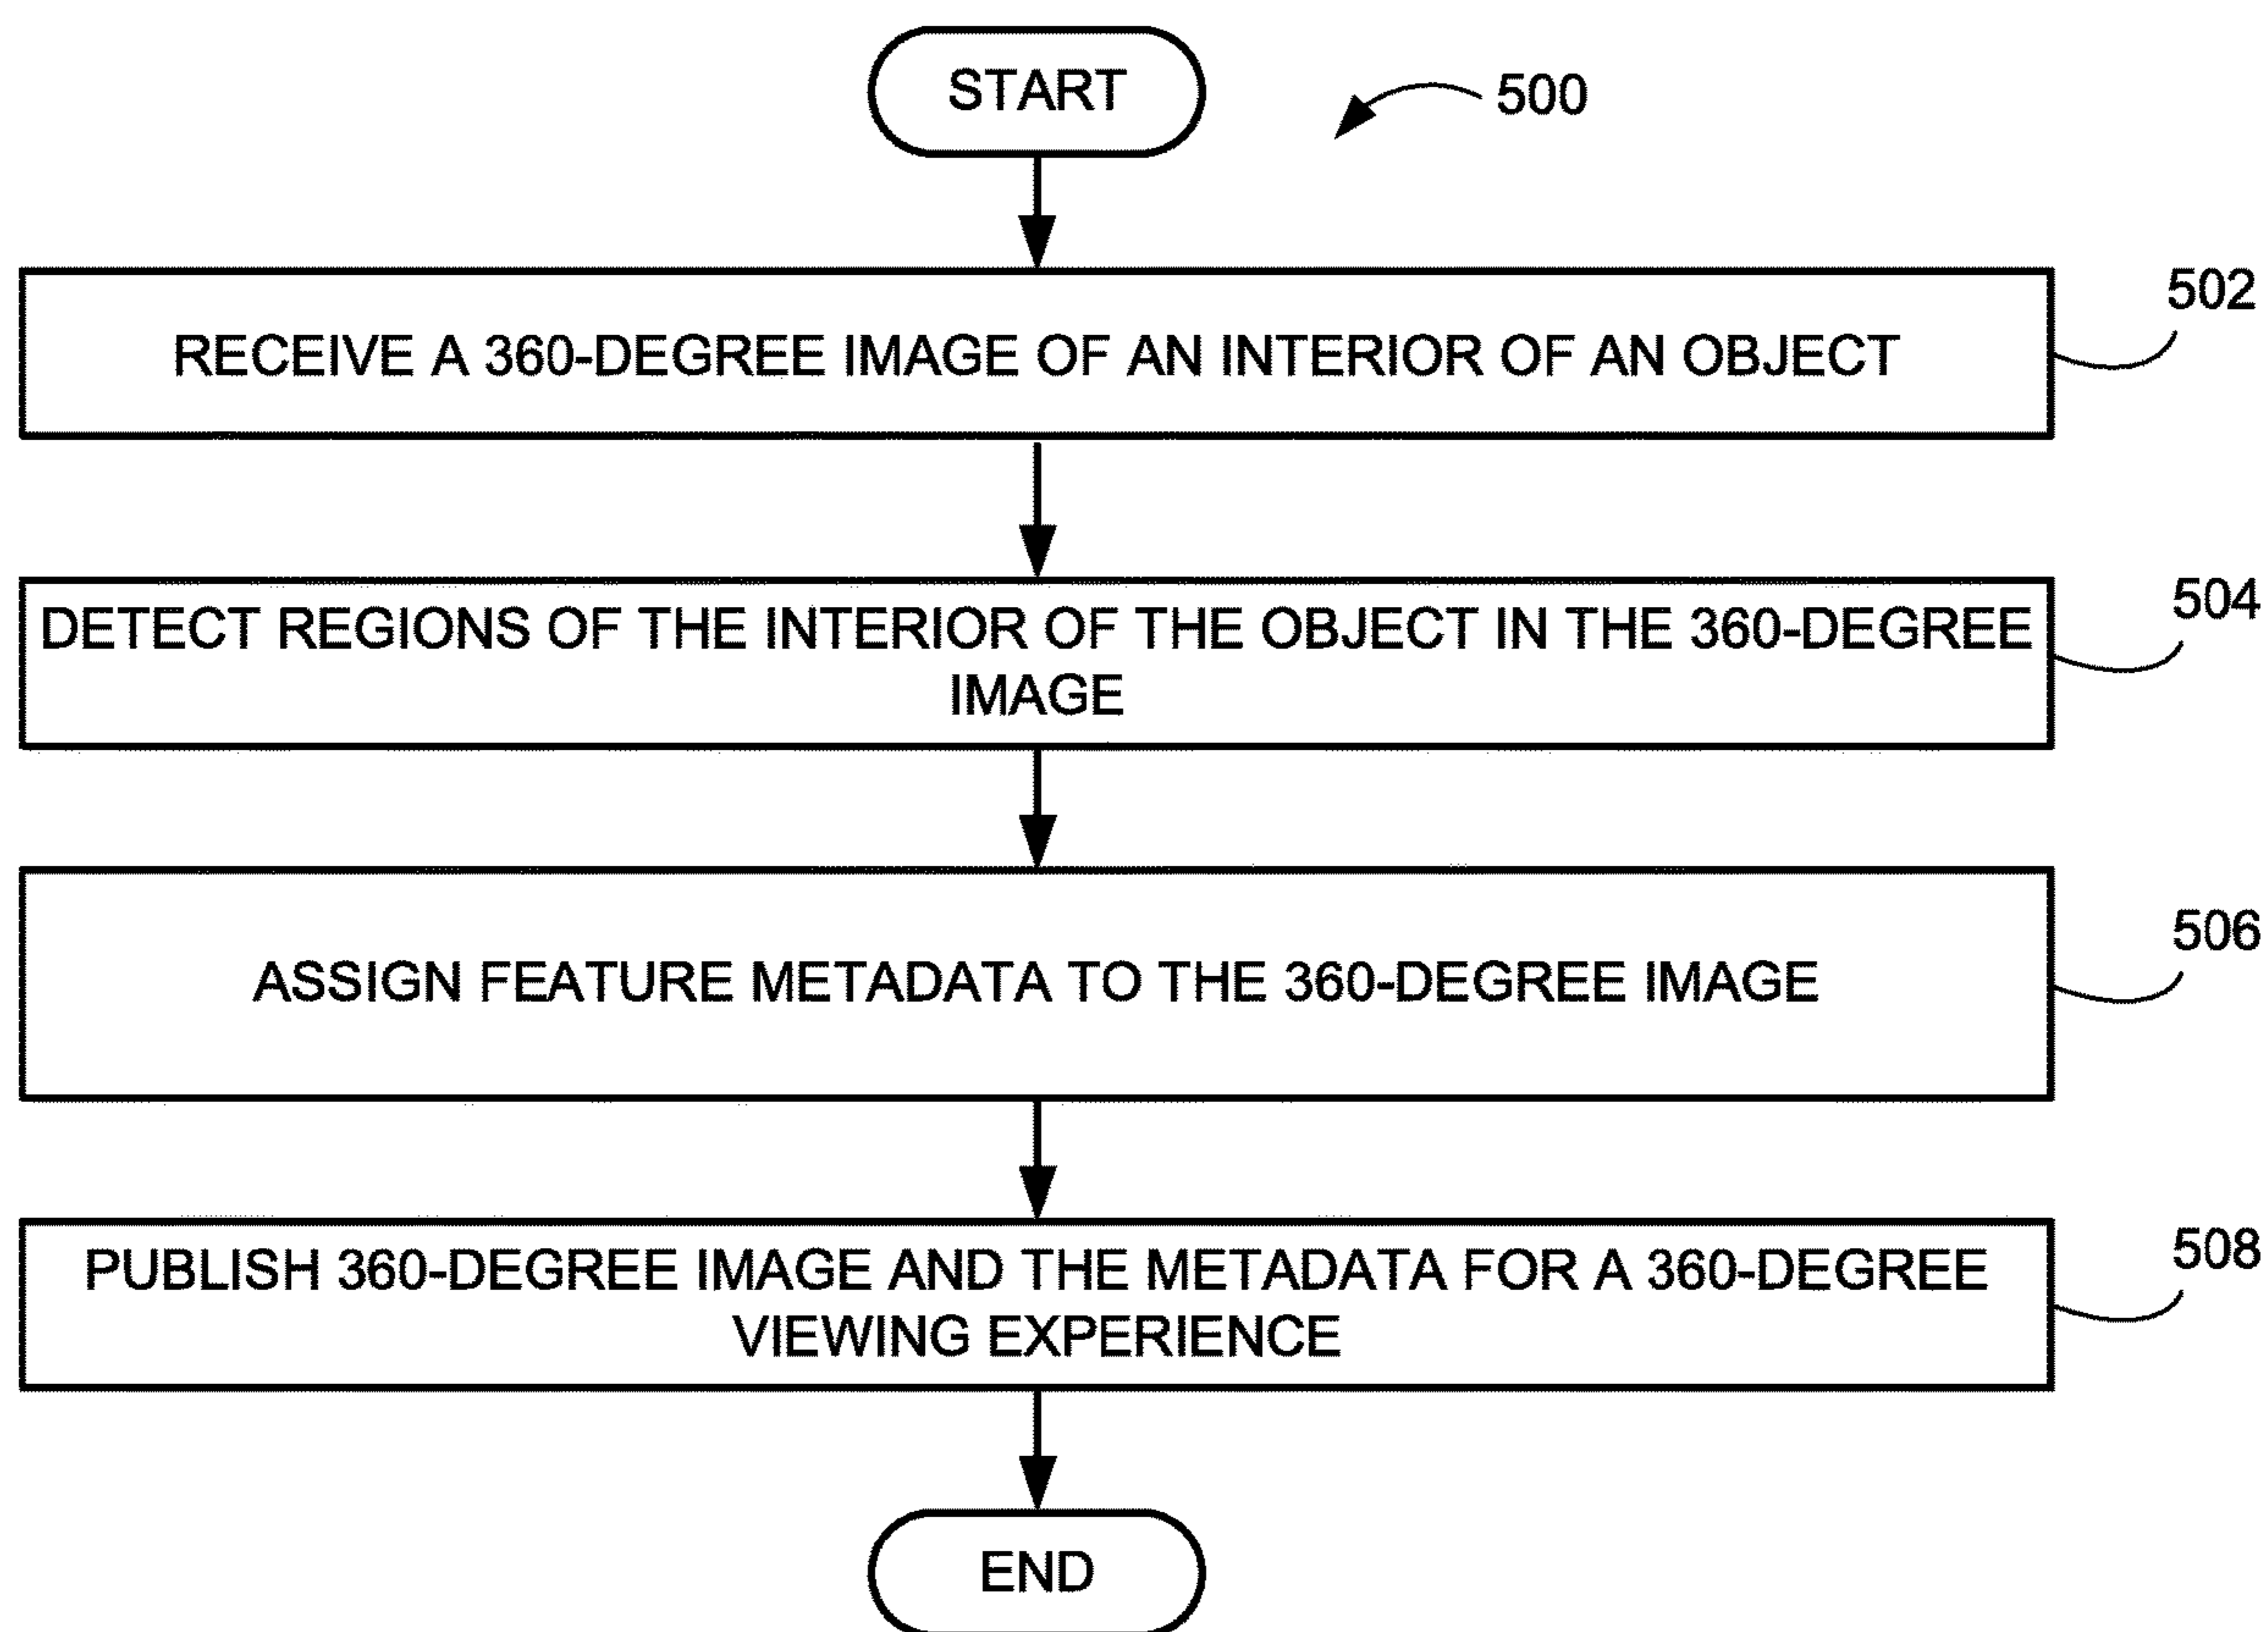 START
500
502
RECEIVE A 360-DEGREE IMAGE OF AN INTERIOR OF AN OBJECT
504
DETECT REGIONS OF THE INTERIOR OF THE OBJECT IN THE 360-DEGREE
IMAGE
506
ASSIGN FEATURE METADATA TO THE 360-DEGREE IMAGE
508
PUBLISH 360-DEGREE IMAGE AND THE METADATA FOR A 360-DEGREE
VIEWING EXPERIENCE
END